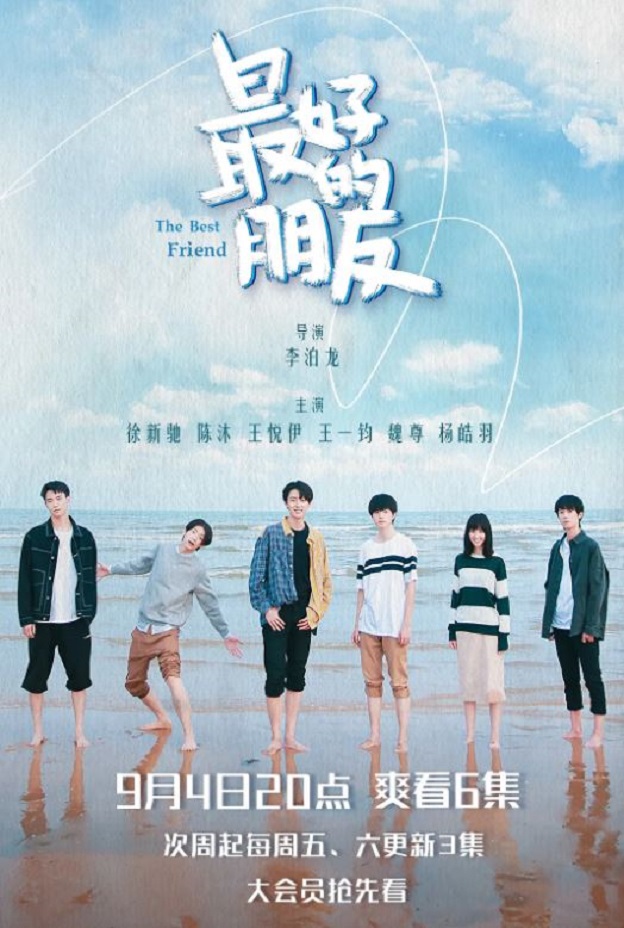 最好的
朋友
The Best
Friend
导演
李泊龙
主演
徐新驰 陈沐 王悦伊 王一钧 魏尊 杨皓羽
9月4日20点 爽看6集
次周起每周五、六更新3集
大会员抢先看